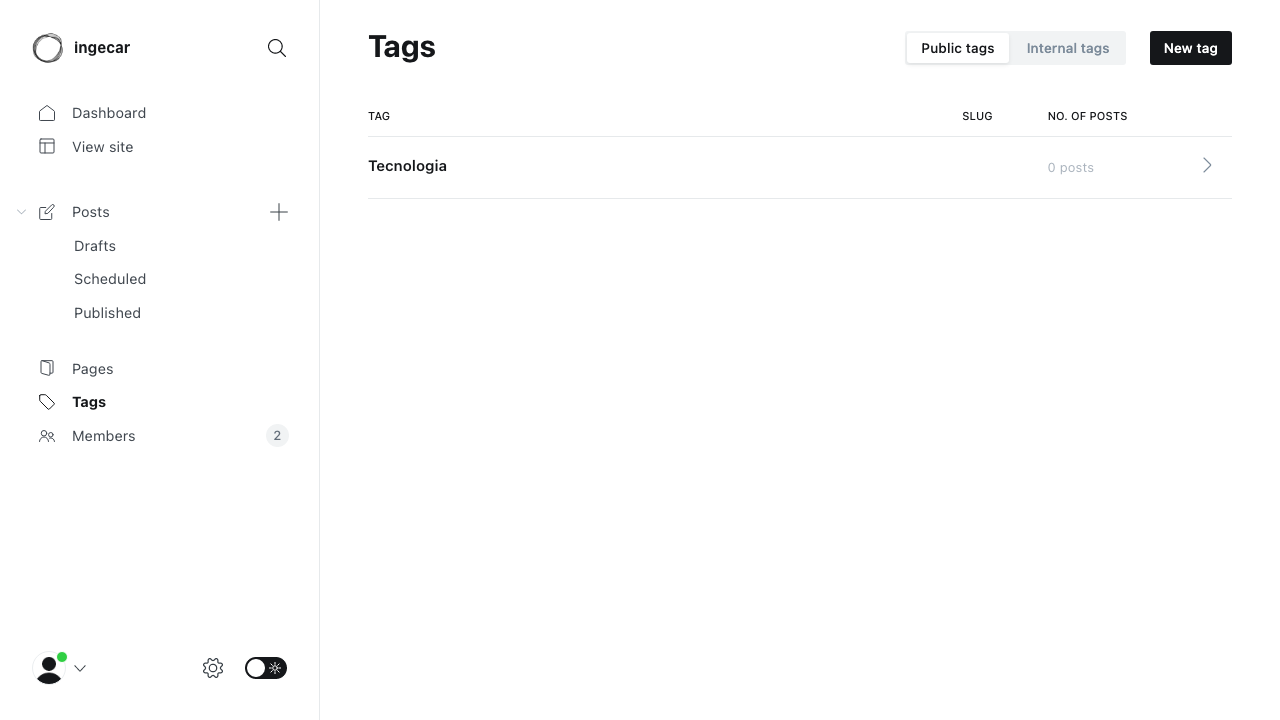 ingecar
Dashboard
View site
Posts
Drafts
Scheduled
Published
Pages
Tags
Members 2
Tags
Public tags Internal tags New tag
TAG SLUG NO. OF POSTS
Tecnologia 0 posts